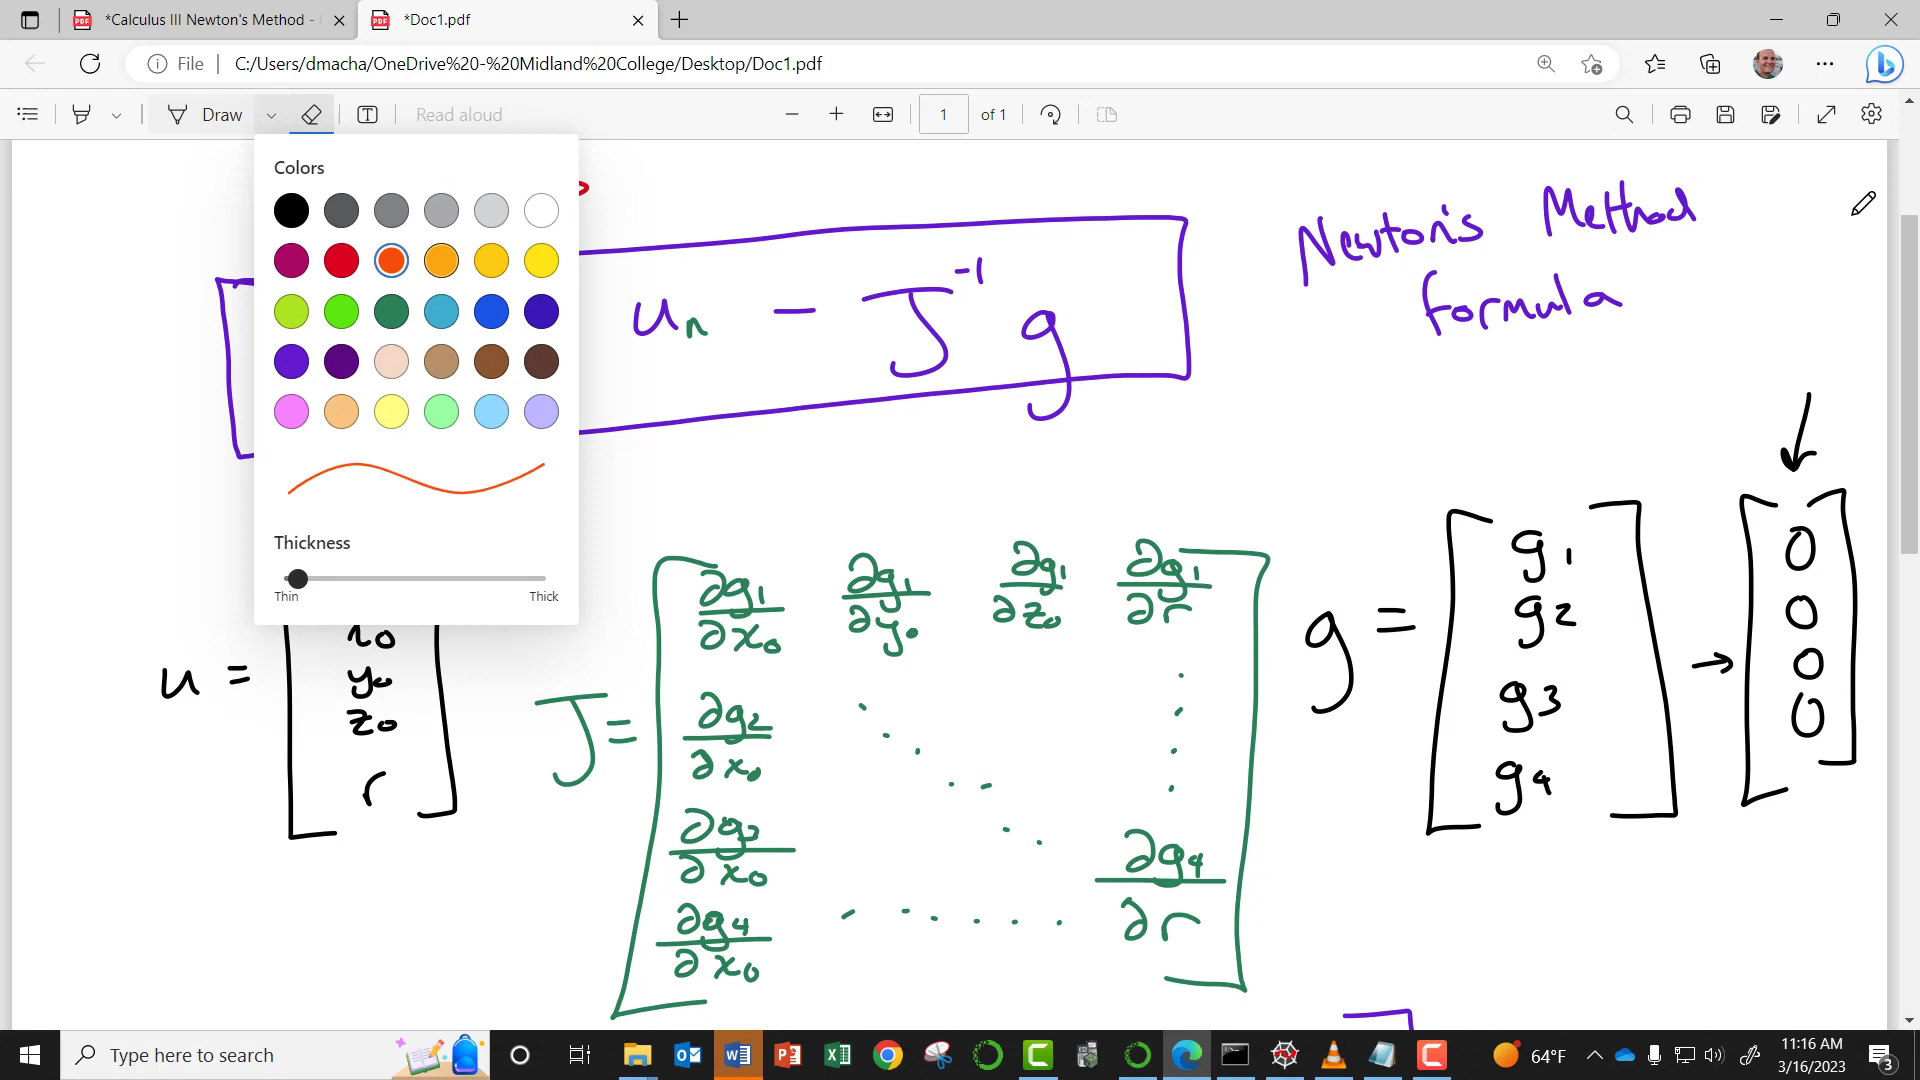 *Calculus III Newton's Method -
*Doc1.pdf
File
C:/Users/dmacha/OneDrive%20-%20Midland%20College/Desktop/Doc1.pdf
Draw
Read aloud
1
of 1
Colors
Thickness
Thin
Thick
uₙ − J⁻¹ g
Newton's Method
formula
u = [x₀ y₀ z₀ r]
J =
∂g₁/∂x₀ ∂g₁/∂y₀ ∂g₁/∂z₀ ∂g₁/∂r
∂g₂/∂x₀
∂g₃/∂x₀
∂g₄/∂x₀ ∂g₄/∂r
g = [g₁ g₂ g₃ g₄] → [0 0 0 0]
Type here to search
64°F
11:16 AM
3/16/2023
3